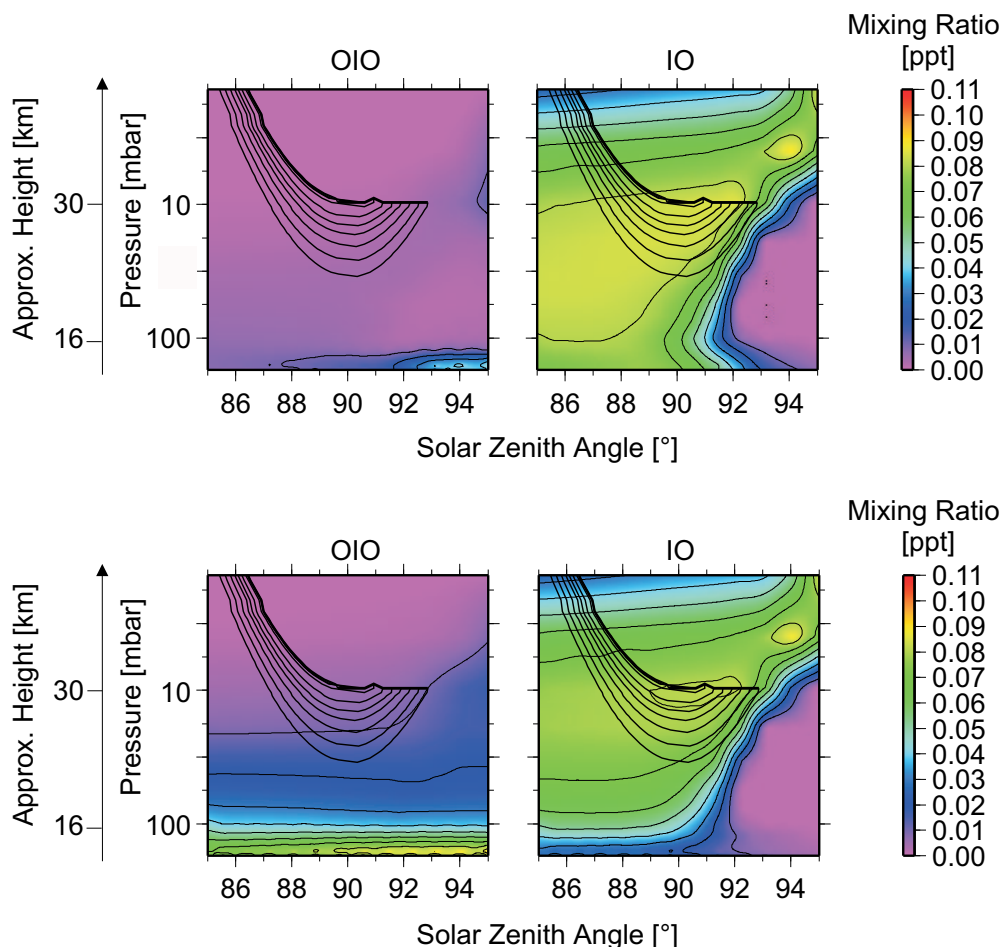 Mixing Ratio
[ppt]
OIO
IO
Approx. Height [km]
30
16
Pressure [mbar]
10
100
86 88 90 92 94
86 88 90 92 94
Solar Zenith Angle [°]
0.11
0.10
0.09
0.08
0.07
0.06
0.05
0.04
0.03
0.02
0.01
0.00
Mixing Ratio
[ppt]
OIO
IO
Approx. Height [km]
30
16
Pressure [mbar]
10
100
86 88 90 92 94
86 88 90 92 94
Solar Zenith Angle [°]
0.11
0.10
0.09
0.08
0.07
0.06
0.05
0.04
0.03
0.02
0.01
0.00